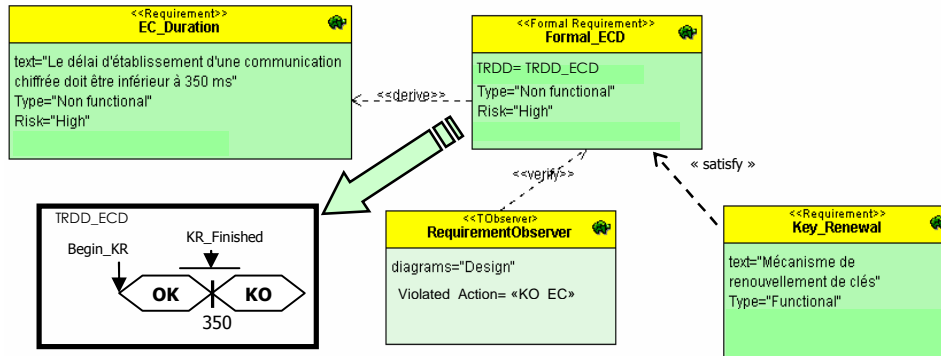 <<Requirement>>
EC_Duration
text="Le délai d'établissement d'une communication
chiffrée doit être inférieur à 350 ms"
Type="Non functional"
Risk="High"
<<derive>>
<<Formal Requirement>>
Formal_ECD
TRDD= TRDD_ECD
Type="Non functional"
Risk="High"
<<verify>>
« satisfy »
TRDD_ECD
Begin_KR
KR_Finished
OK
KO
350
<<TObserver>
RequirementObserver
diagrams="Design"
Violated Action= «KO EC»
<<Requirement>>
Key_Renewal
text="Mécanisme de
renouvellement de clés"
Type="Functional"